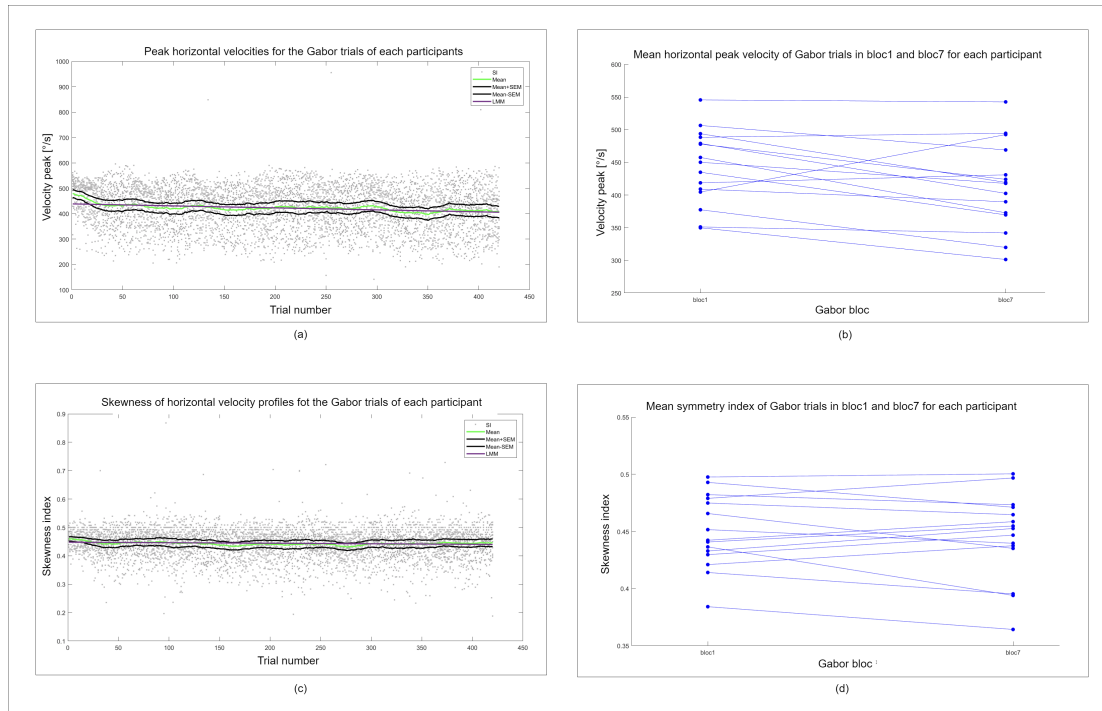 Peak horizontal velocities for the Gabor trials of each participants
Velocity peak [°/s]
1000
900
800
700
600
500
400
300
200
100
0
50
100
150
200
250
300
350
400
450
Trial number
SI
Mean
Mean+SEM
Mean-SEM
LMM
(a)
Mean horizontal peak velocity of Gabor trials in bloc1 and bloc7 for each participant
Velocity peak [°/s]
600
550
500
450
400
350
300
250
bloc1
bloc7
Gabor bloc
(b)
Skewness of horizontal velocity profiles fot the Gabor trials of each participant
Skewness index
0.9
0.8
0.7
0.6
0.5
0.4
0.3
0.2
0.1
0
50
100
150
200
250
300
350
400
450
Trial number
SI
Mean
Mean+SEM
Mean-SEM
LMM
(c)
Mean symmetry index of Gabor trials in bloc1 and bloc7 for each participant
Skewness index
0.55
0.5
0.45
0.4
0.35
bloc1
bloc7
Gabor bloc
(d)